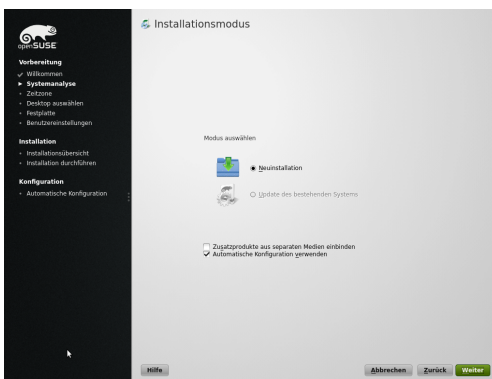 openSUSE
Vorbereitung
Willkommen
Systemanalyse
Zeitzone
Desktop auswählen
Festplatte
Benutzereinstellungen
Installation
Installationsübersicht
Installation durchführen
Konfiguration
Automatische Konfiguration
Installationsmodus
Modus auswählen
Neuinstallation
Update des bestehenden Systems
Zusatzprodukte aus separaten Medien einbinden
Automatische Konfiguration verwenden
Hilfe
Abbrechen
Zurück
Weiter